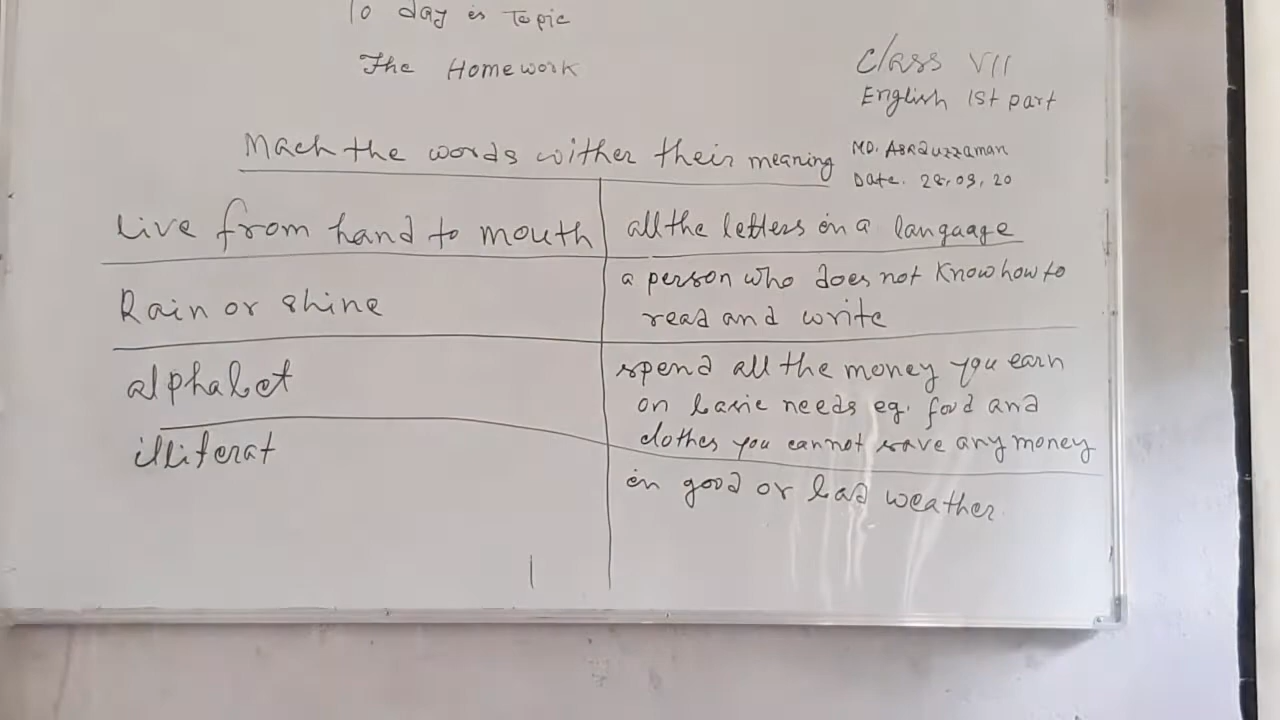 To day is Topic
The Homework
Class VII
English 1st part
Mach the words wither their meaning
MD. Asaduzzaman
Date. 28.09.20
live from hand to mouth
all the letters in a language
Rain or shine
a person who does not know how to
read and write
alphabet
spend all the money you earn
on basic needs eg. food and
clothes you cannot save any money
illiterat
in good or bad weather